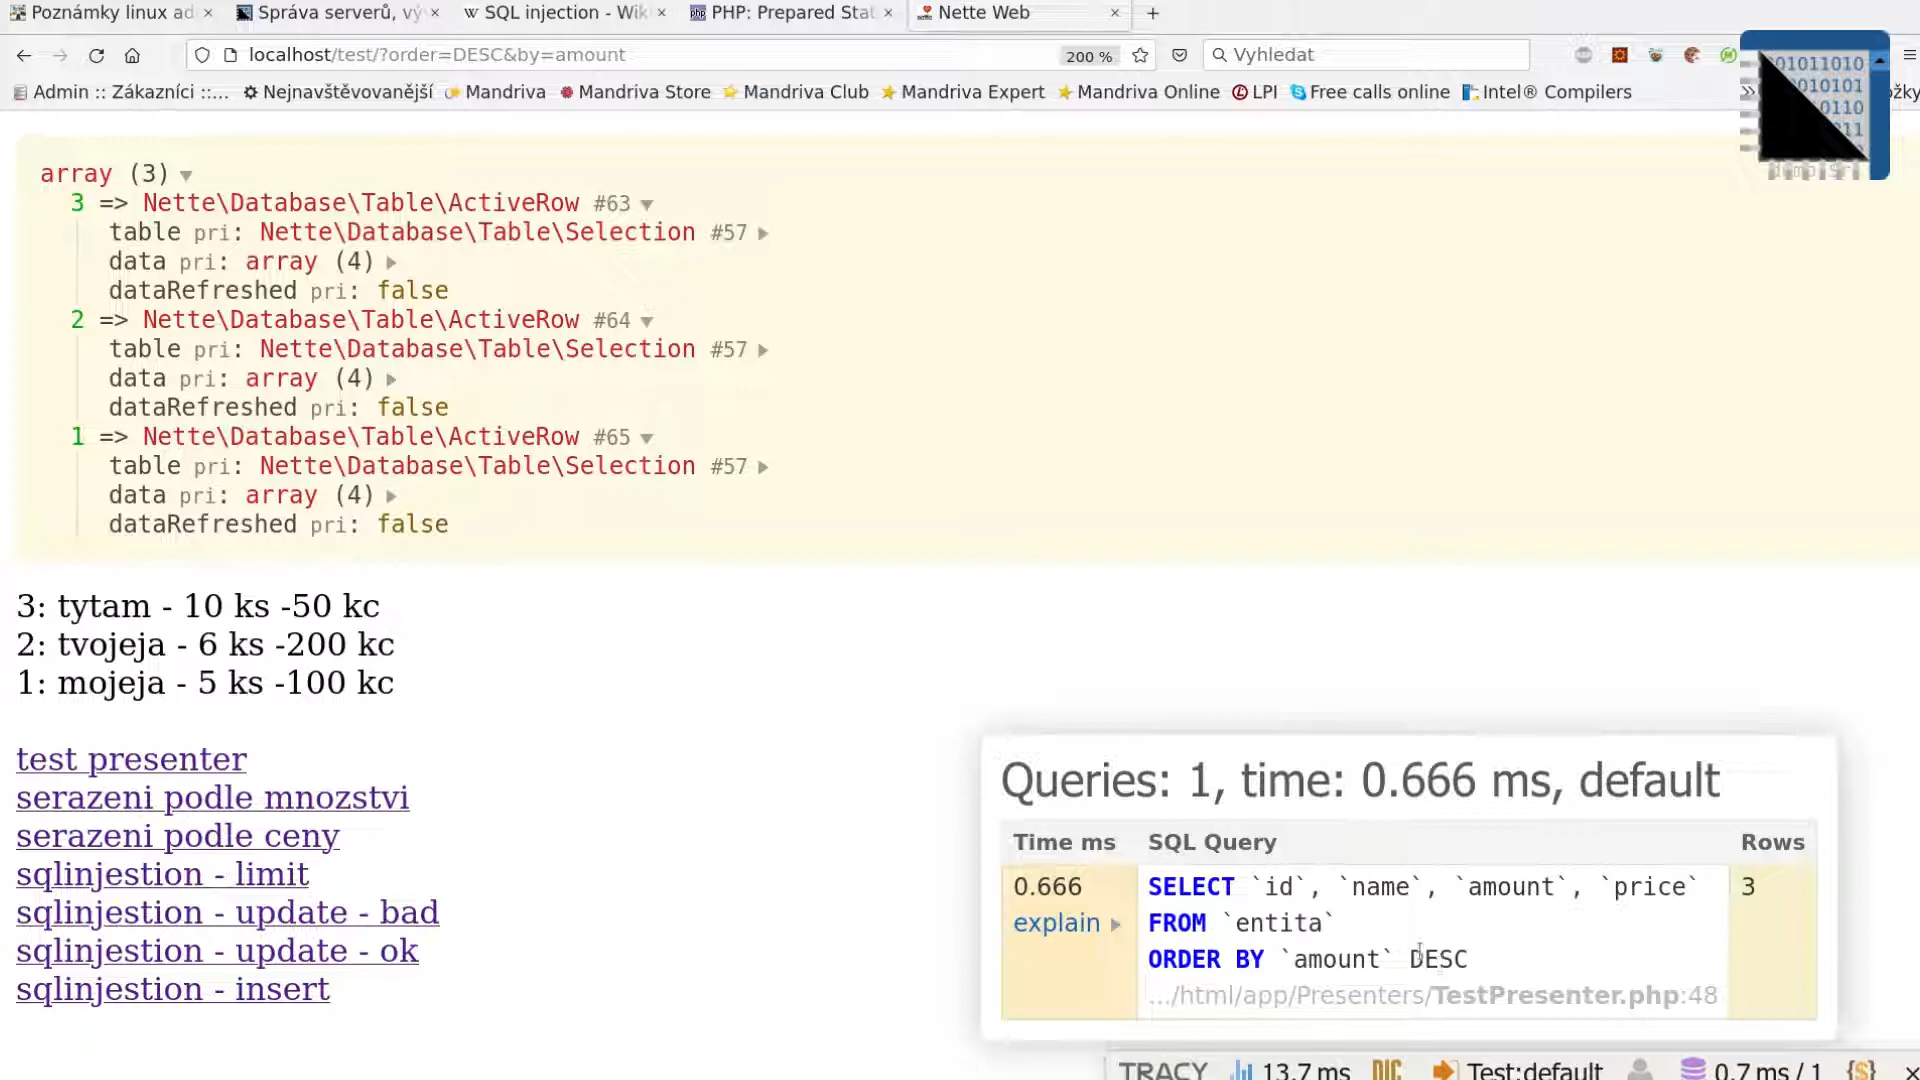 Poznámky linux ad
Správa serverů, vý
SQL injection - Wik
PHP: Prepared Stat
Nette Web
localhost/test/?order=DESC&by=amount
200 %
Vyhledat
Admin :: Zákazníci ::...
Nejnavštěvovanější
Mandriva
Mandriva Store
Mandriva Club
Mandriva Expert
Mandriva Online
LPI
Free calls online
Intel® Compilers
array (3)
3 => Nette\Database\Table\ActiveRow #63
table pri: Nette\Database\Table\Selection #57
data pri: array (4)
dataRefreshed pri: false
2 => Nette\Database\Table\ActiveRow #64
table pri: Nette\Database\Table\Selection #57
data pri: array (4)
dataRefreshed pri: false
1 => Nette\Database\Table\ActiveRow #65
table pri: Nette\Database\Table\Selection #57
data pri: array (4)
dataRefreshed pri: false
3: tytam - 10 ks -50 kc
2: tvojeja - 6 ks -200 kc
1: mojeja - 5 ks -100 kc
test presenter
serazeni podle mnozstvi
serazeni podle ceny
sqlinjestion - limit
sqlinjestion - update - bad
sqlinjestion - update - ok
sqlinjestion - insert
Queries: 1, time: 0.666 ms, default
Time ms SQL Query Rows
0.666 SELECT `id`, `name`, `amount`, `price` 3
explain FROM `entita`
ORDER BY `amount` DESC
.../html/app/Presenters/TestPresenter.php:48
TRACY 13.7 ms DIC Test:default 0.7 ms / 1